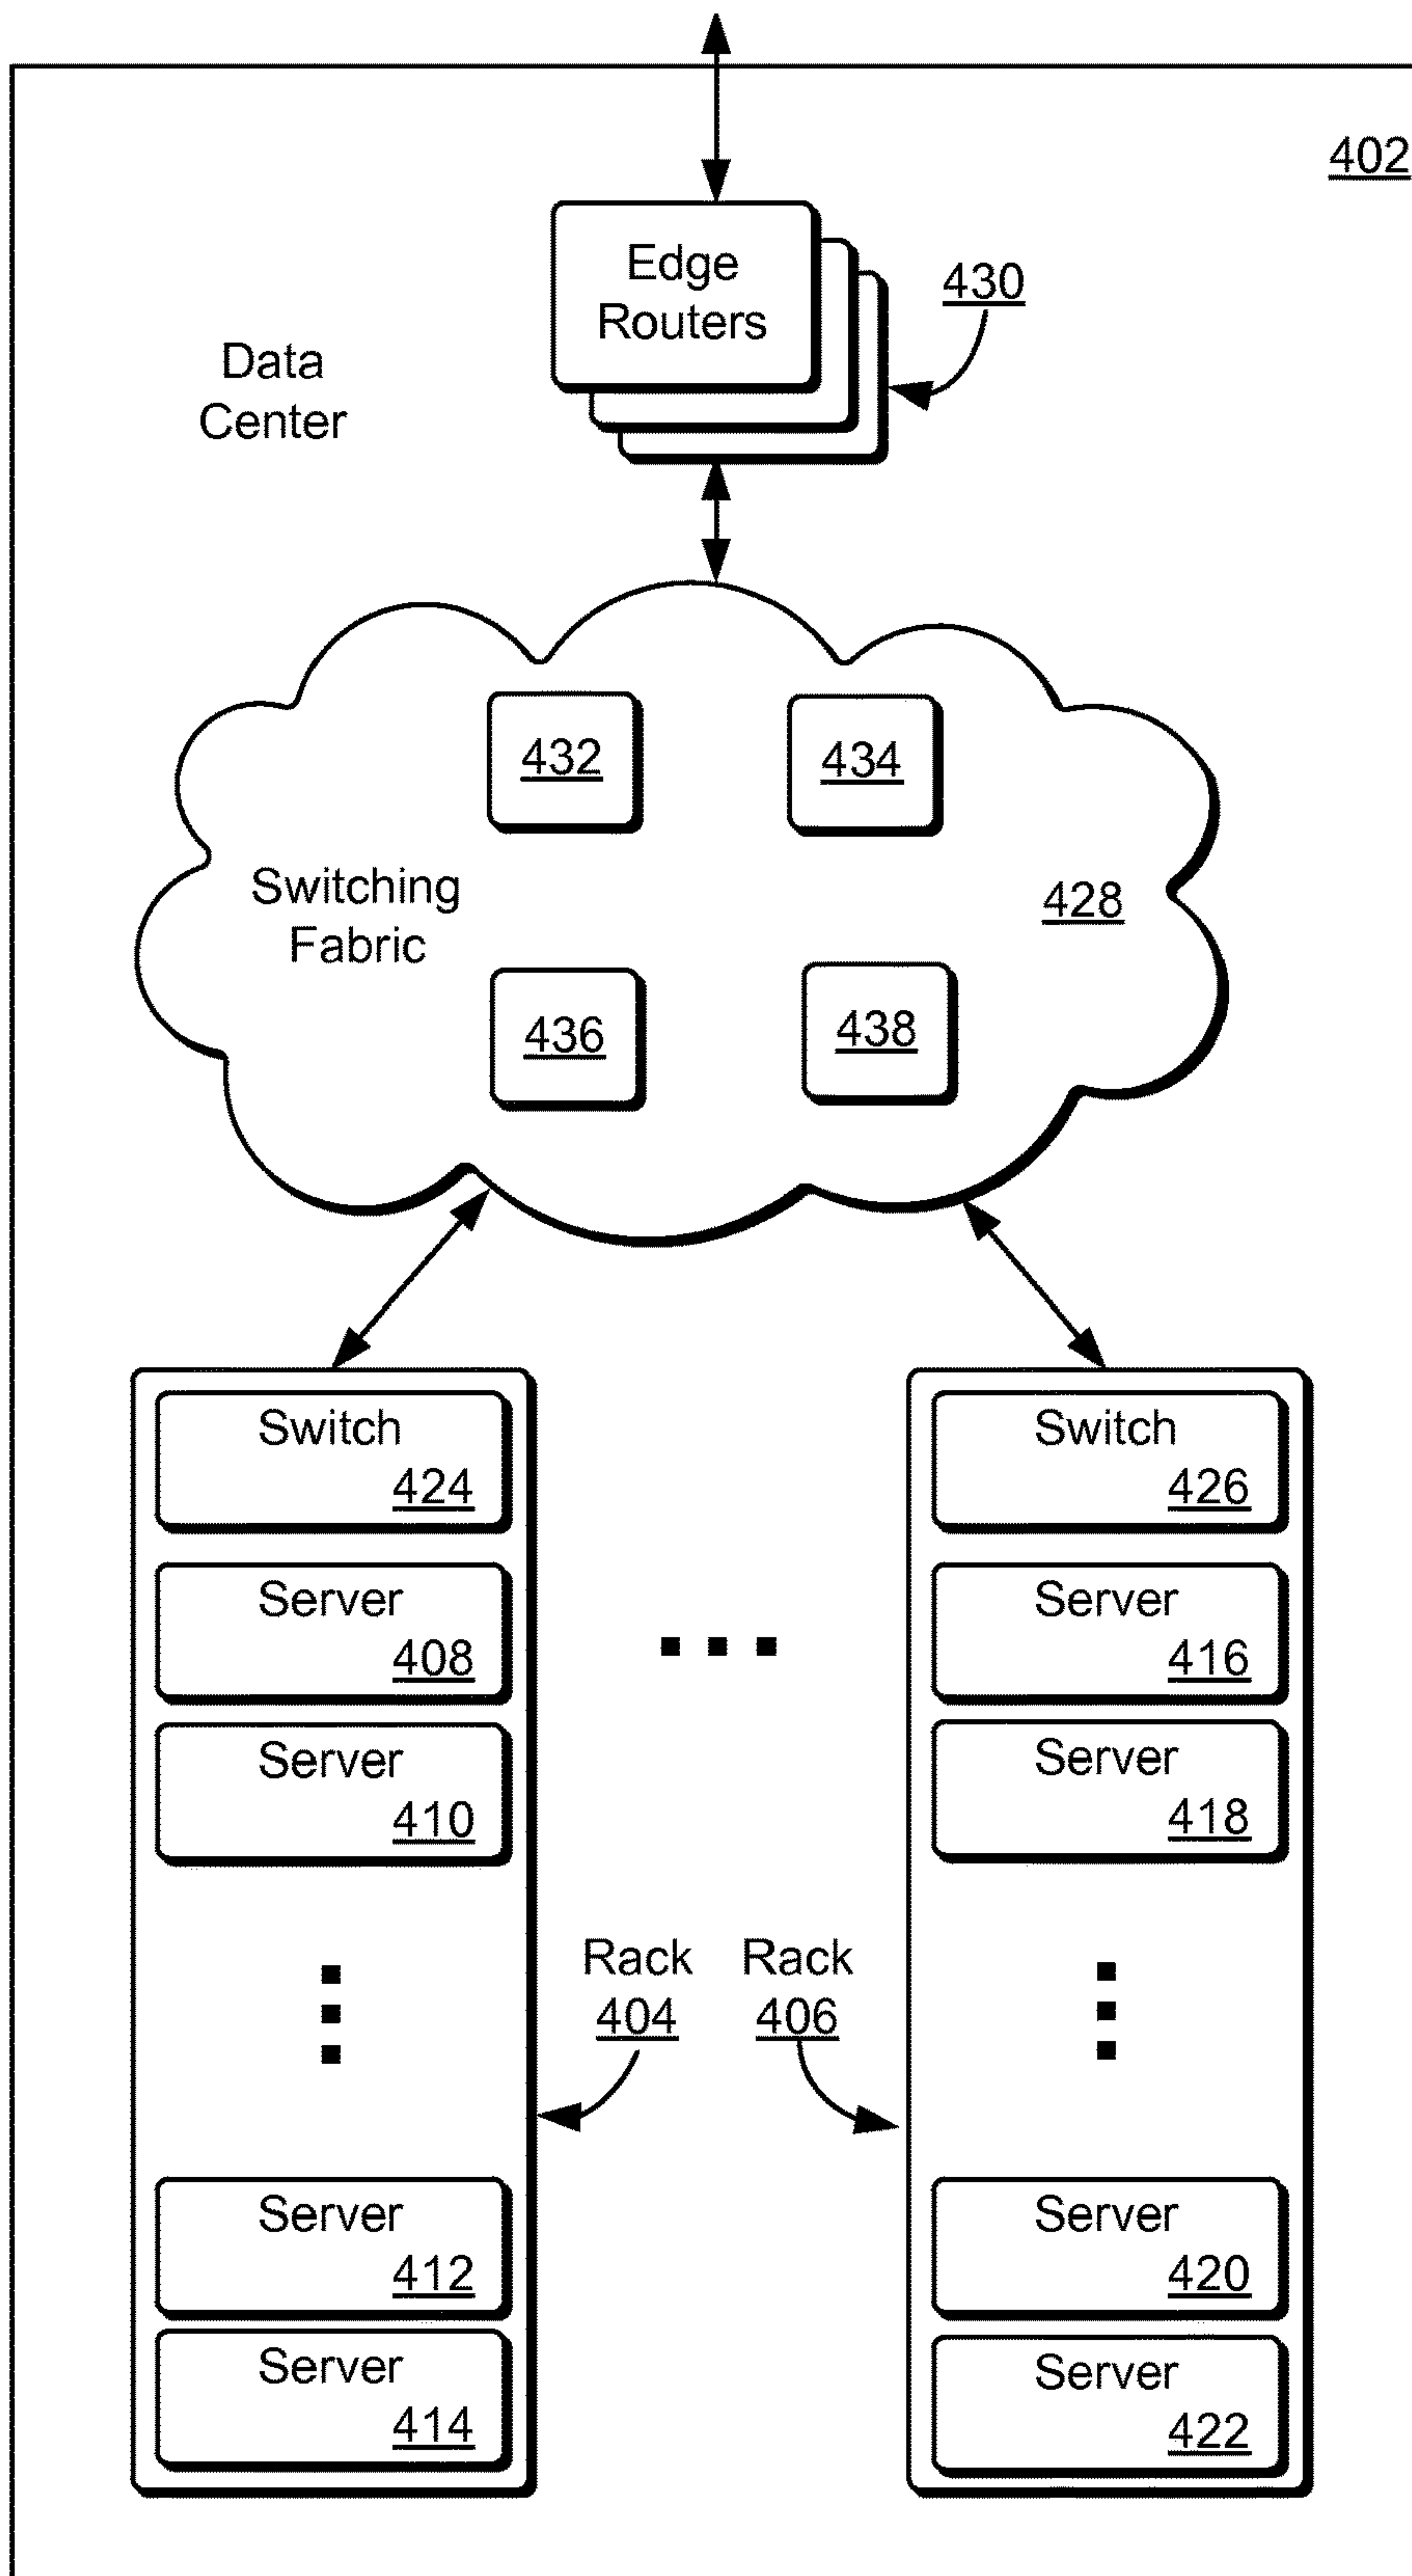 402
Edge
Routers
430
Data
Center
432
434
Switching
Fabric
428
436
438
Switch
424
Server
408
Server
410
Rack
404
Server
412
Server
414
Switch
426
Server
416
Server
418
Rack
406
Server
420
Server
422